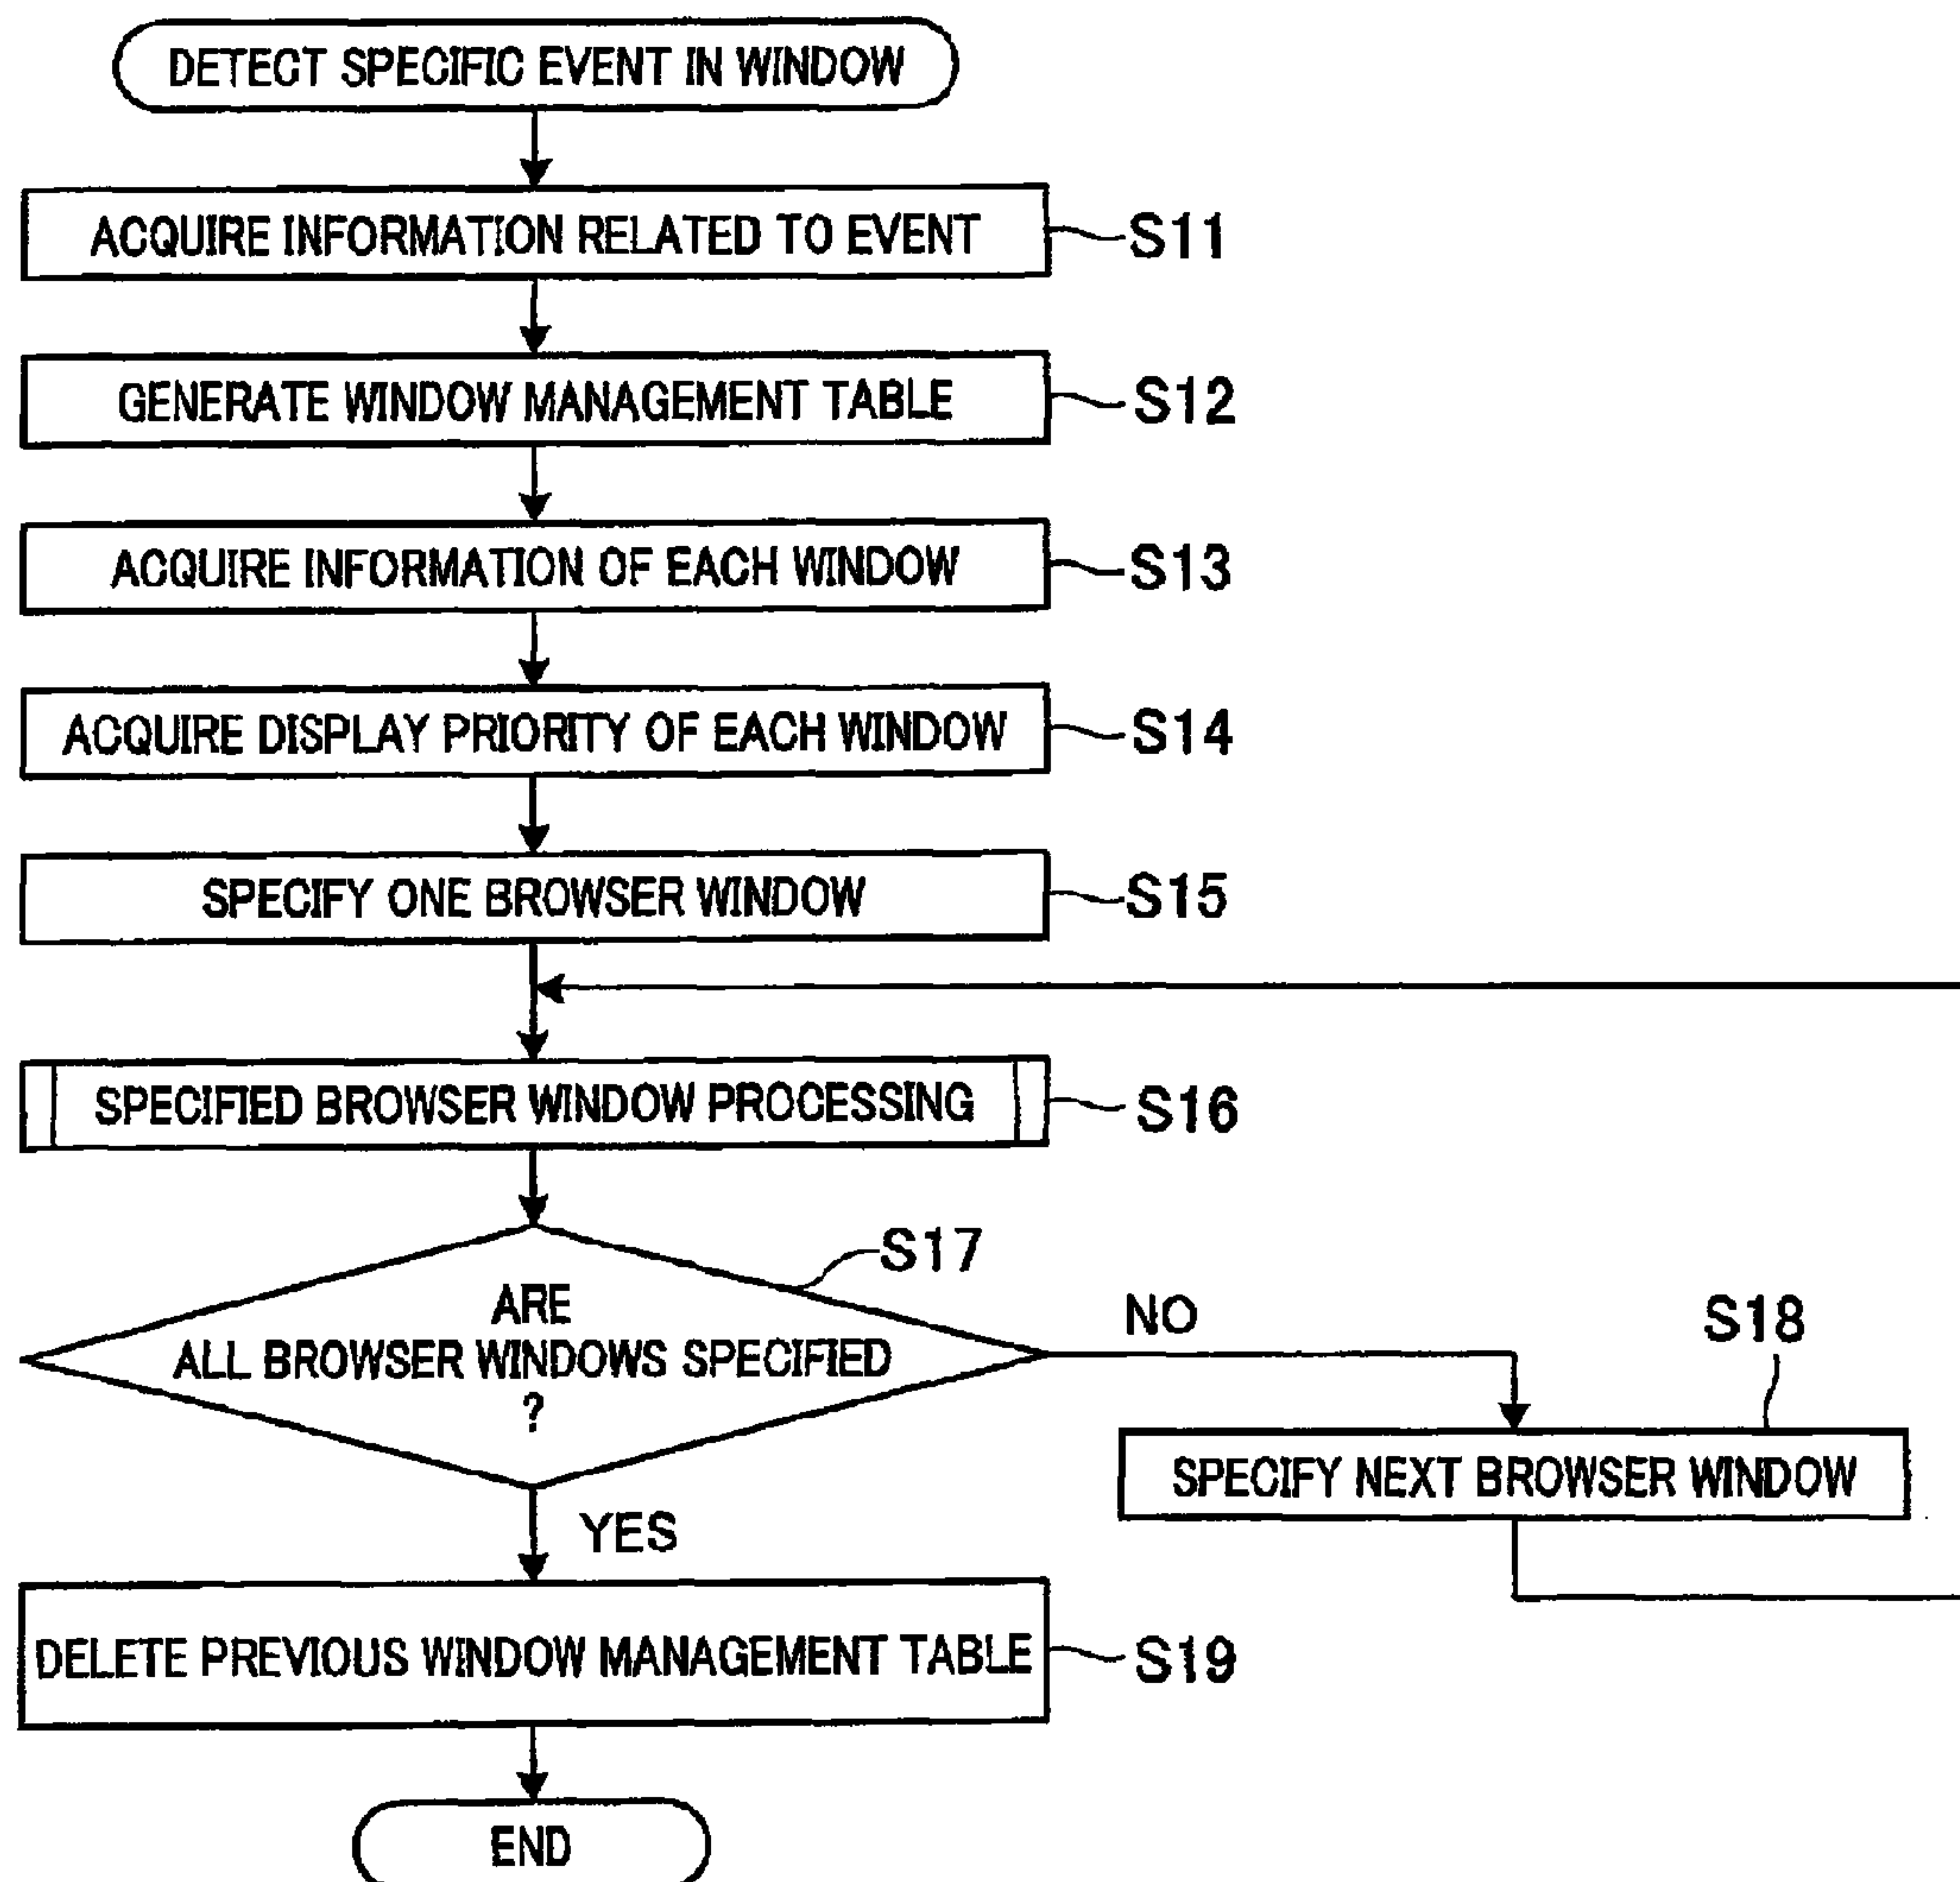 DETECT SPECIFIC EVENT IN WINDOW
ACQUIRE INFORMATION RELATED TO EVENT
S11
GENERATE WINDOW MANAGEMENT TABLE
S12
ACQUIRE INFORMATION OF EACH WINDOW
S13
ACQUIRE DISPLAY PRIORITY OF EACH WINDOW
S14
SPECIFY ONE BROWSER WINDOW
S15
SPECIFIED BROWSER WINDOW PROCESSING
S16
S17
ARE
ALL BROWSER WINDOWS SPECIFIED
?
NO
S18
SPECIFY NEXT BROWSER WINDOW
YES
DELETE PREVIOUS WINDOW MANAGEMENT TABLE
S19
END